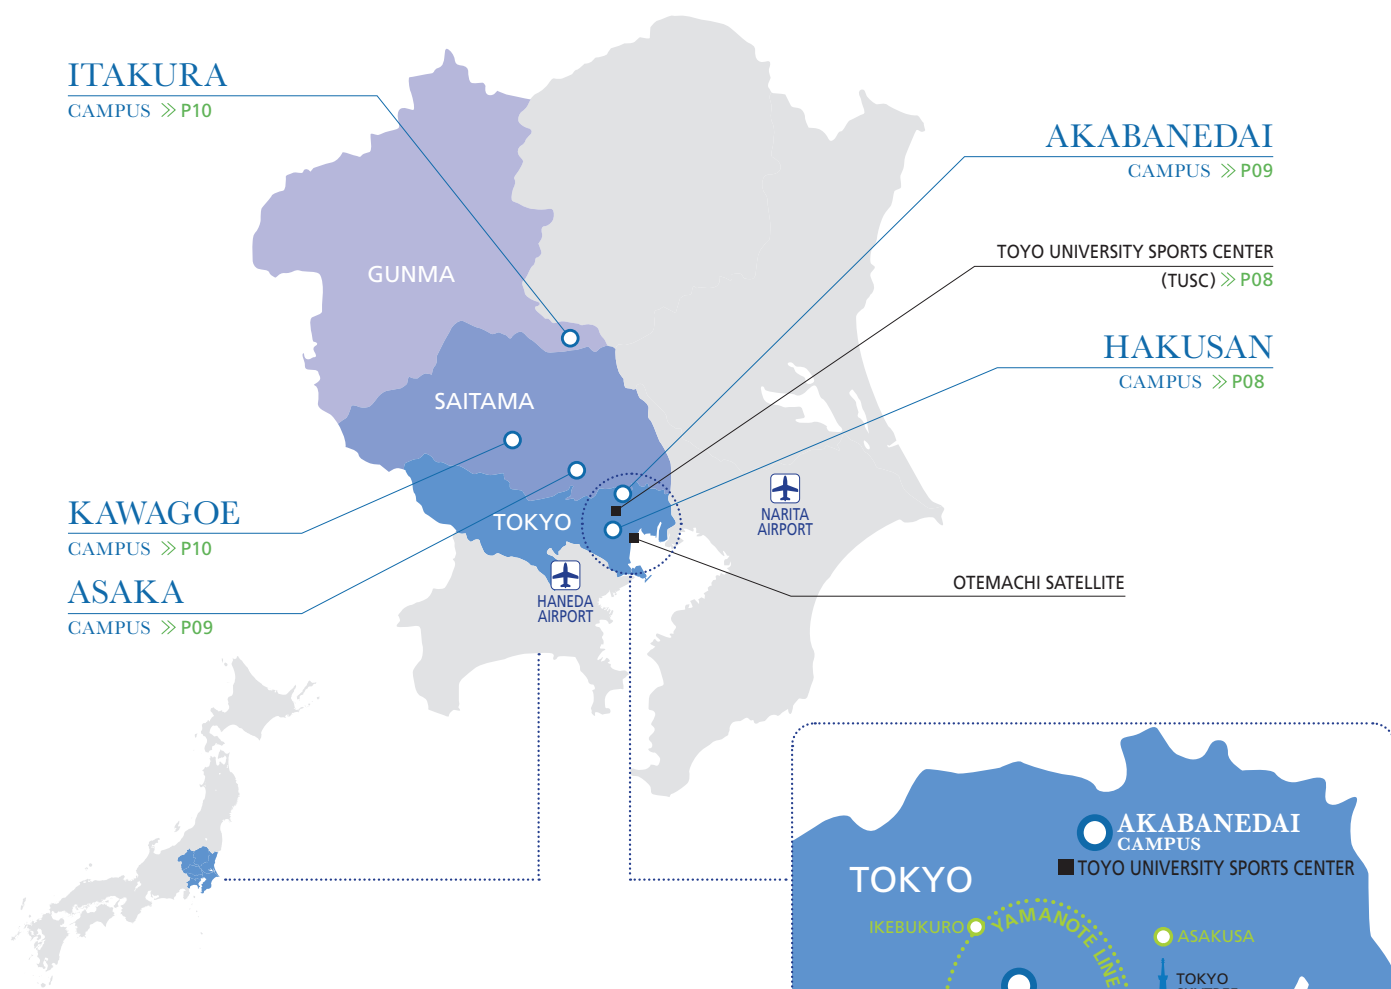 ITAKURA
CAMPUS >> P10
AKABANEDAI
CAMPUS >> P09
TOYO UNIVERSITY SPORTS CENTER
(TUSC) >> P08
HAKUSAN
CAMPUS >> P08
GUNMA
SAITAMA
TOKYO
KAWAGOE
CAMPUS >> P10
ASAKA
CAMPUS >> P09
NARITA
AIRPORT
HANEDA
AIRPORT
OTEMACHI SATELLITE
AKABANEDAI
CAMPUS
TOYO UNIVERSITY SPORTS CENTER
TOKYO
IKEBUKURO
YAMANOTE LINE
ASAKUSA
TOKYO